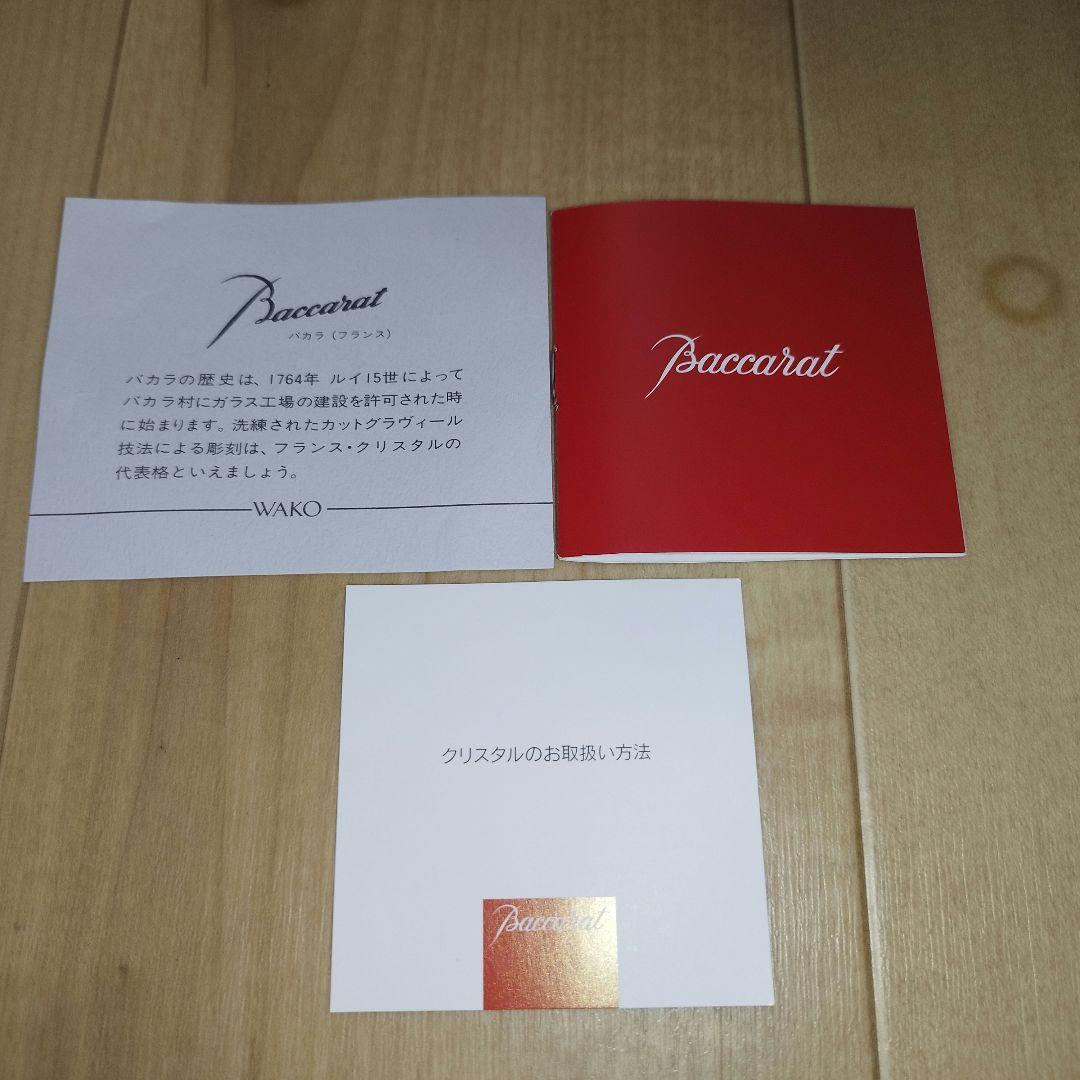 Baccarat
バカラ（フランス）
バカラの歴史は、1764年 ルイ15世によって
バカラ村にガラス工場の建設を許可された時
に始まります。洗練されたカットグラヴィール
技法による彫刻は、フランス・クリスタルの
代表格といえましょう。
WAKO
Baccarat
クリスタルのお取扱い方法
Baccarat